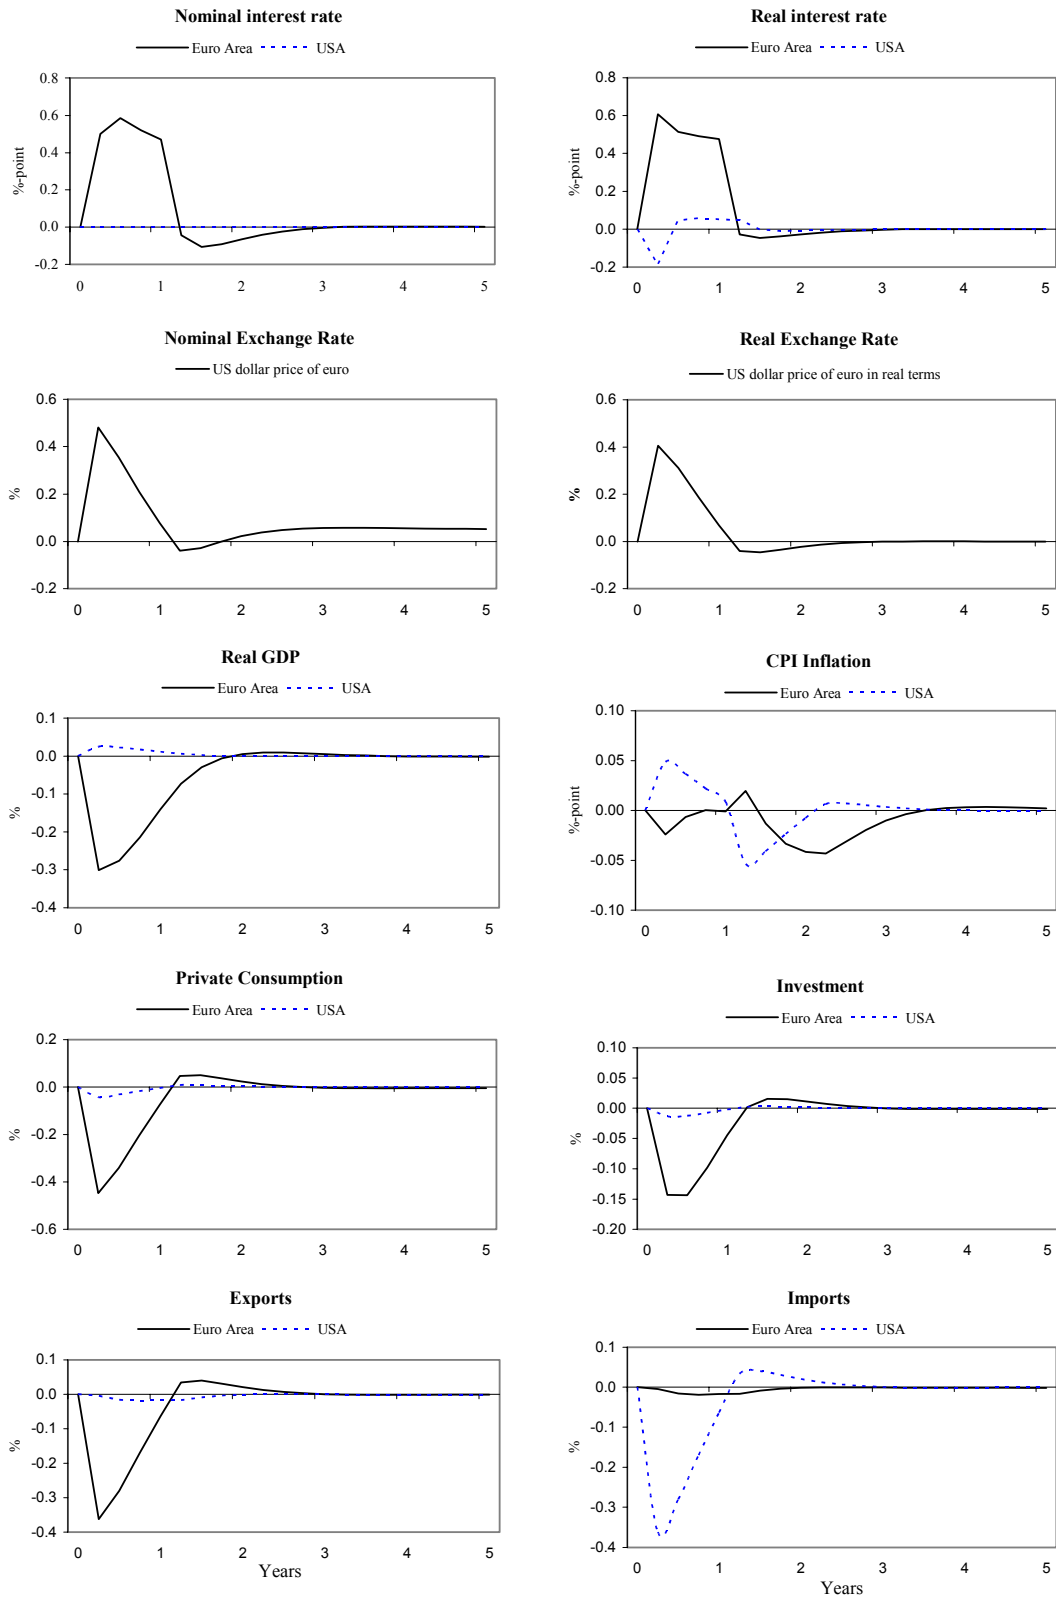 Nominal interest rate
Euro Area USA
0.8
0.6
0.4
0.2
0.0
-0.2
%-point
0 1 2 3 4 5
Real interest rate
Euro Area USA
0.8
0.6
0.4
0.2
0.0
-0.2
%-point
0 1 2 3 4 5
Nominal Exchange Rate
US dollar price of euro
0.6
0.4
0.2
0.0
-0.2
%
0 1 2 3 4 5
Real Exchange Rate
US dollar price of euro in real terms
0.6
0.4
0.2
0.0
-0.2
%
0 1 2 3 4 5
Real GDP
Euro Area USA
0.1
0.0
-0.1
-0.2
-0.3
-0.4
%
0 1 2 3 4 5
CPI Inflation
Euro Area USA
0.10
0.05
0.00
-0.05
-0.10
%-point
0 1 2 3 4 5
Private Consumption
Euro Area USA
0.2
0.0
-0.2
-0.4
-0.6
%
0 1 2 3 4 5
Investment
Euro Area USA
0.10
0.05
0.00
-0.05
-0.10
-0.15
-0.20
%
0 1 2 3 4 5
Exports
Euro Area USA
0.1
0.0
-0.1
-0.2
-0.3
-0.4
%
0 1 2 3 4 5
Years
Imports
Euro Area USA
0.1
0.0
-0.1
-0.2
-0.3
-0.4
%
0 1 2 3 4 5
Years